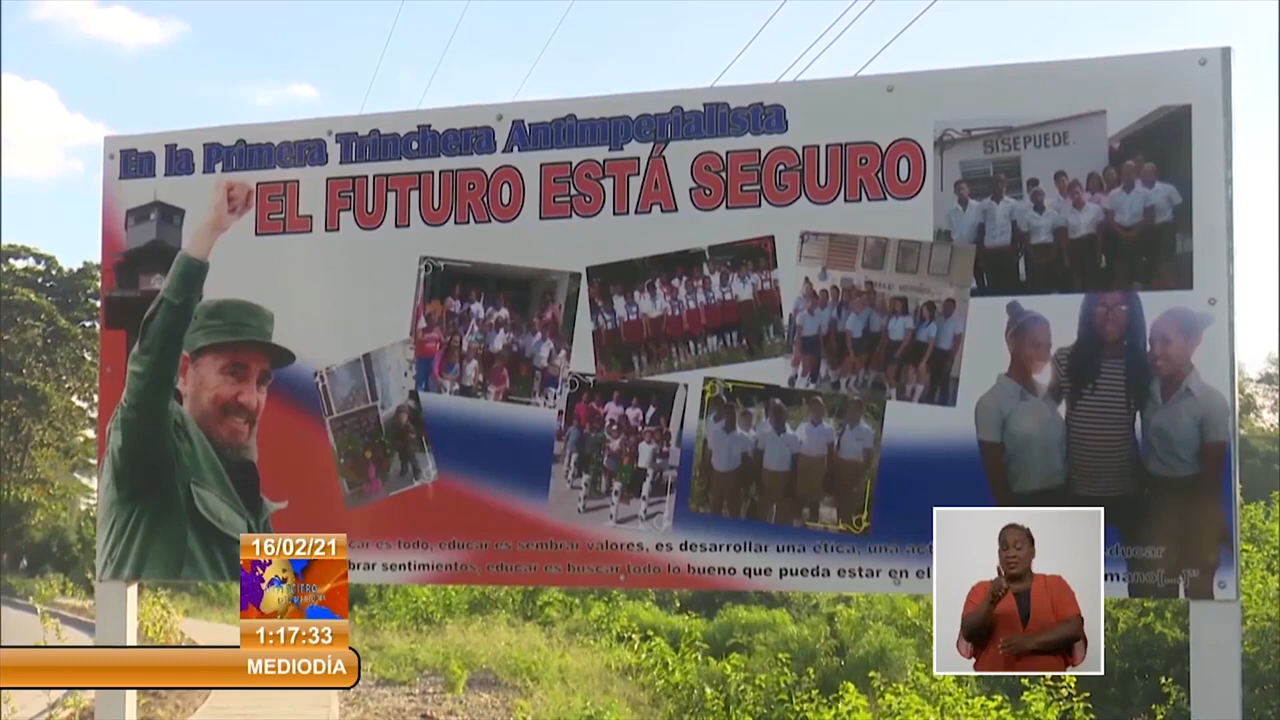 En la Primera Trinchera Antimperialista
EL FUTURO ESTÁ SEGURO
SISEPUEDE.
car es todo, educar es sembrar valores, es desarrollar una ética, una act
educar
brar sentimientos, educar es buscar todo lo bueno que pueda estar en el
mano[...]"
16/02/21
1:17:33
MEDIODÍA